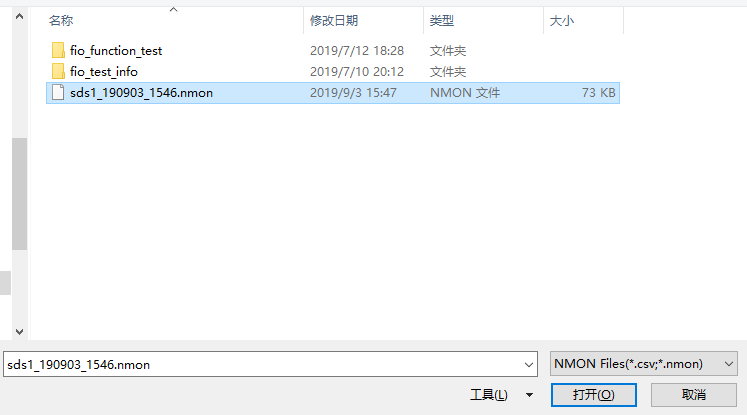 名称 修改日期 类型 大小
fio_function_test 2019/7/12 18:28 文件夹
fio_test_info 2019/7/10 20:12 文件夹
sds1_190903_1546.nmon 2019/9/3 15:47 NMON 文件 73 KB
sds1_190903_1546.nmon NMON Files(*.csv;*.nmon)
工具(L) 打开(O) 取消